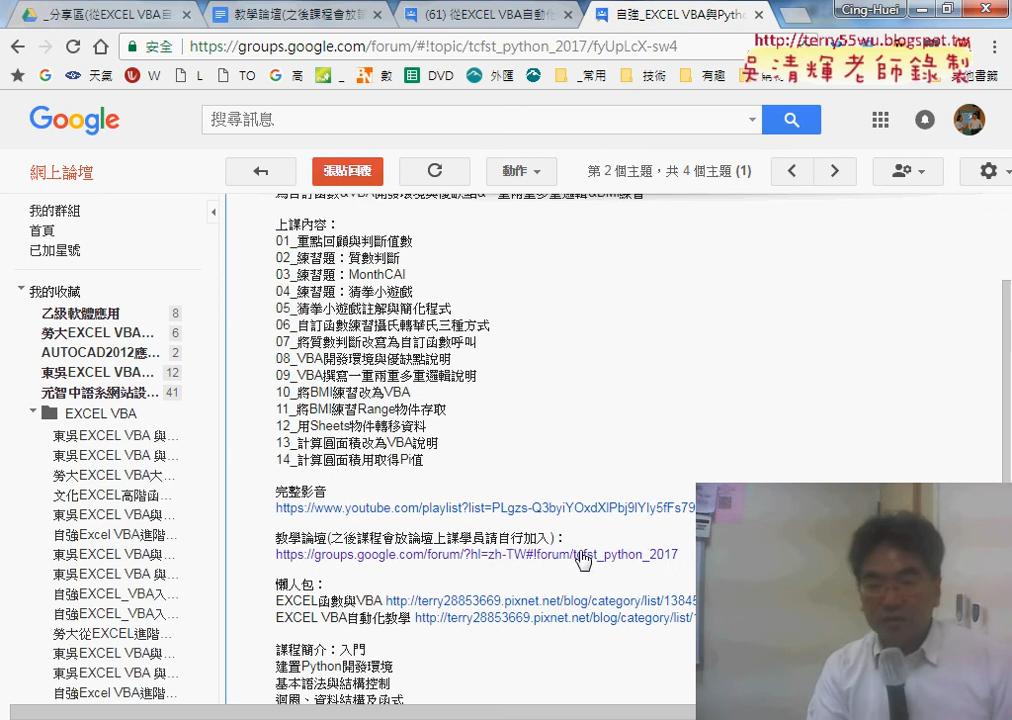 _分享區(從EXCEL VBA自
教學論壇(之後課程會放論
(61) 從EXCEL VBA自動化
自強_EXCEL VBA與Pyth
Cing-Huei
安全
https://groups.google.com/forum/#!topic/tcfst_python_2017/fyUpLcX-sw4
http://terry55wu.blogspot.tw
吳清輝老師錄製
天氣
W
L
TO
高
_
數
DVD
外匯
_常用
技術
有趣
Google
搜尋訊息
網上論壇
張貼回覆
動作
第 2 個主題，共 4 個主題 (1)
我的群組
首頁
已加星號
我的收藏
乙級軟體應用 8
勞大EXCEL VBA... 6
AUTOCAD2012應... 2
東吳EXCEL VBA... 12
元智中語系網站設... 41
EXCEL VBA
東吳EXCEL VBA 與...
東吳EXCEL VBA 與...
勞大EXCEL VBA大...
文化EXCEL高階函...
東吳EXCEL VBA與...
自強Excel VBA進階...
東吳EXCEL VBA與...
自強EXCEL_VBA入...
自強EXCEL_VBA入...
勞大從EXCEL進階...
東吳EXCEL VBA與...
東吳EXCEL VBA 與...
自強Excel VBA進階...
上課內容：
01_重點回顧與判斷值數
02_練習題：質數判斷
03_練習題：MonthCAl
04_練習題：猜拳小遊戲
05_猜拳小遊戲註解與簡化程式
06_自訂函數練習攝氏轉華氏三種方式
07_將質數判斷改寫為自訂函數呼叫
08_VBA開發環境與優缺點說明
09_VBA撰寫一重兩重多重邏輯說明
10_將BMI練習改為VBA
11_將BMI練習Range物件存取
12_用Sheets物件轉移資料
13_計算圓面積改為VBA說明
14_計算圓面積用取得Pi值
完整影音
https://www.youtube.com/playlist?list=PLgzs-Q3byiYOxdXlPbj9IYly5fFs79
教學論壇(之後課程會放論壇上課學員請自行加入)：
https://groups.google.com/forum/?hl=zh-TW#!forum/tcfst_python_2017
懶人包：
EXCEL函數與VBA http://terry28853669.pixnet.net/blog/category/list/13845
EXCEL VBA自動化教學 http://terry28853669.pixnet.net/blog/category/list/
課程簡介：入門
建置Python開發環境
基本語法與結構控制
迴圈、資料結構及函式